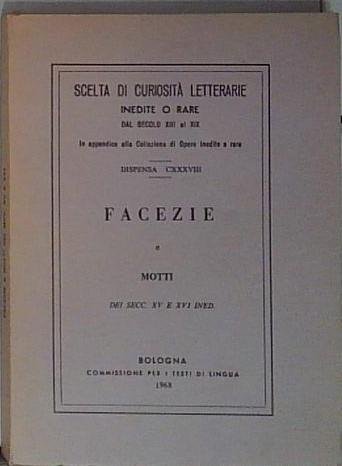 SCELTA DI CURIOSITÀ LETTERARIE
INEDITE O RARE
DAL SECOLO XIII al XIX
In appendice alla Collezione di Opere inedite o rare
DISPENSA CXXXVIII
FACEZIE
e
MOTTI
DEI SECC. XV E XVI INED.
BOLOGNA
COMMISSIONE PER I TESTI DI LINGUA
1968